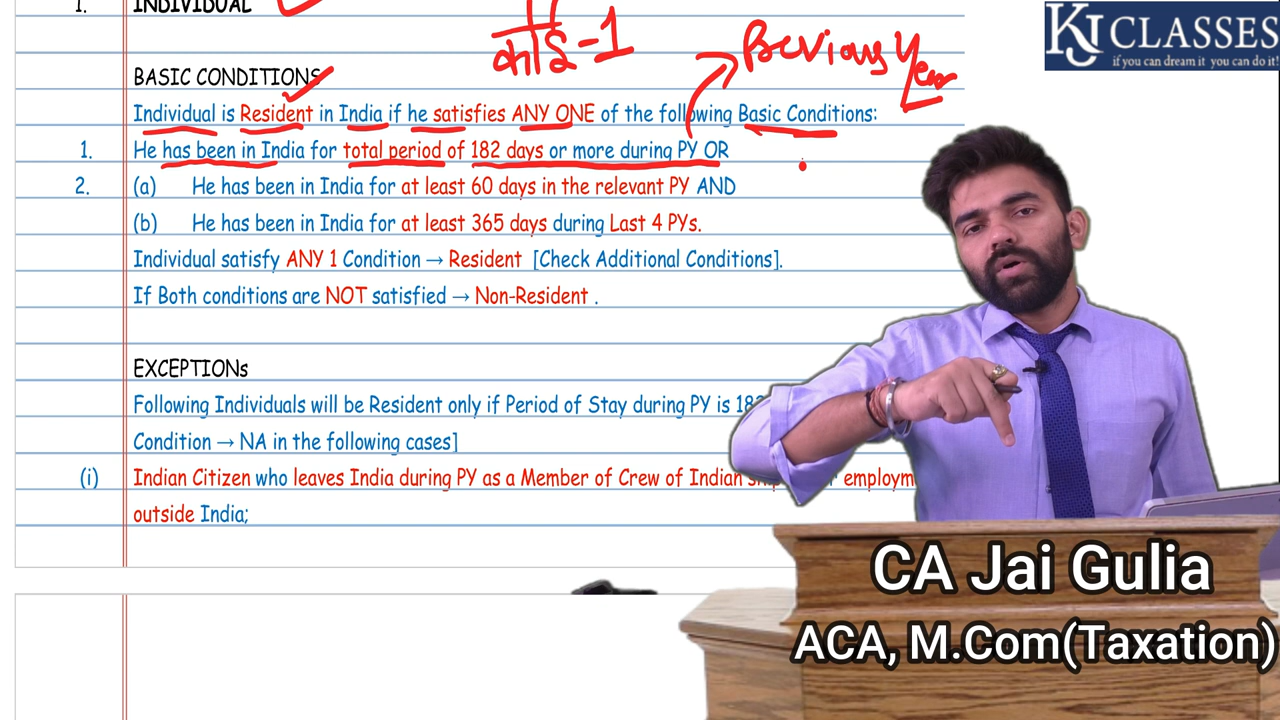 1. INDIVIDUAL
-1
Previous Year
KJ CLASSES
if you can dream it you can do it!
BASIC CONDITIONS
Individual is Resident in India if he satisfies ANY ONE of the following Basic Conditions:
1. He has been in India for total period of 182 days or more during PY OR
2. (a) He has been in India for at least 60 days in the relevant PY AND
(b) He has been in India for at least 365 days during Last 4 PYs.
Individual satisfy ANY 1 Condition → Resident [Check Additional Conditions].
If Both conditions are NOT satisfied → Non-Resident .
EXCEPTIONs
Following Individuals will be Resident only if Period of Stay during PY is 18
Condition → NA in the following cases]
(i) Indian Citizen who leaves India during PY as a Member of Crew of Indian employm
outside India;
CA Jai Gulia
ACA, M.Com(Taxation)